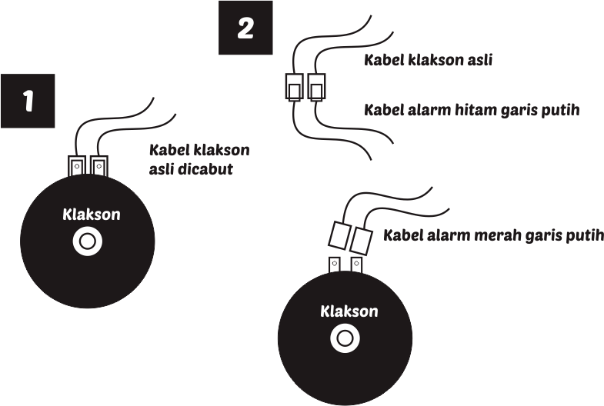 1
Kabel klakson
asli dicabut
Klakson
2
Kabel klakson asli
Kabel alarm hitam garis putih
Kabel alarm merah garis putih
Klakson